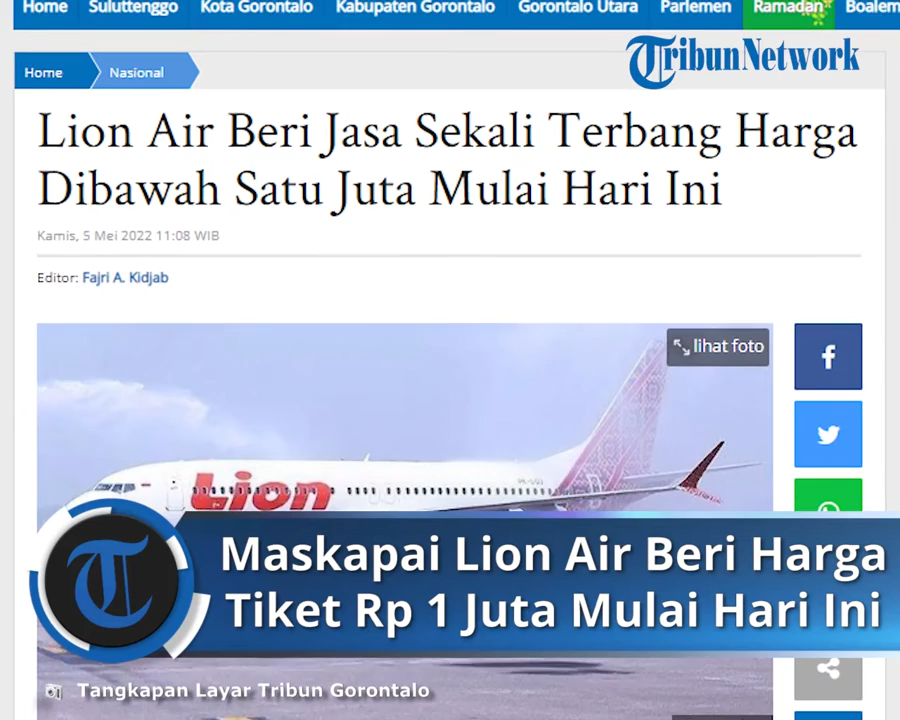 Home Suluttenggo Kota Gorontalo Kabupaten Gorontalo Gorontalo Utara Parlemen Ramadan Boalem
Home Nasional
TribunNetwork
Lion Air Beri Jasa Sekali Terbang Harga
Dibawah Satu Juta Mulai Hari Ini
Kamis, 5 Mei 2022 11:08 WIB
Editor: Fajri A. Kidjab
lihat foto
Lion
Maskapai Lion Air Beri Harga
Tiket Rp 1 Juta Mulai Hari Ini
Tangkapan Layar Tribun Gorontalo